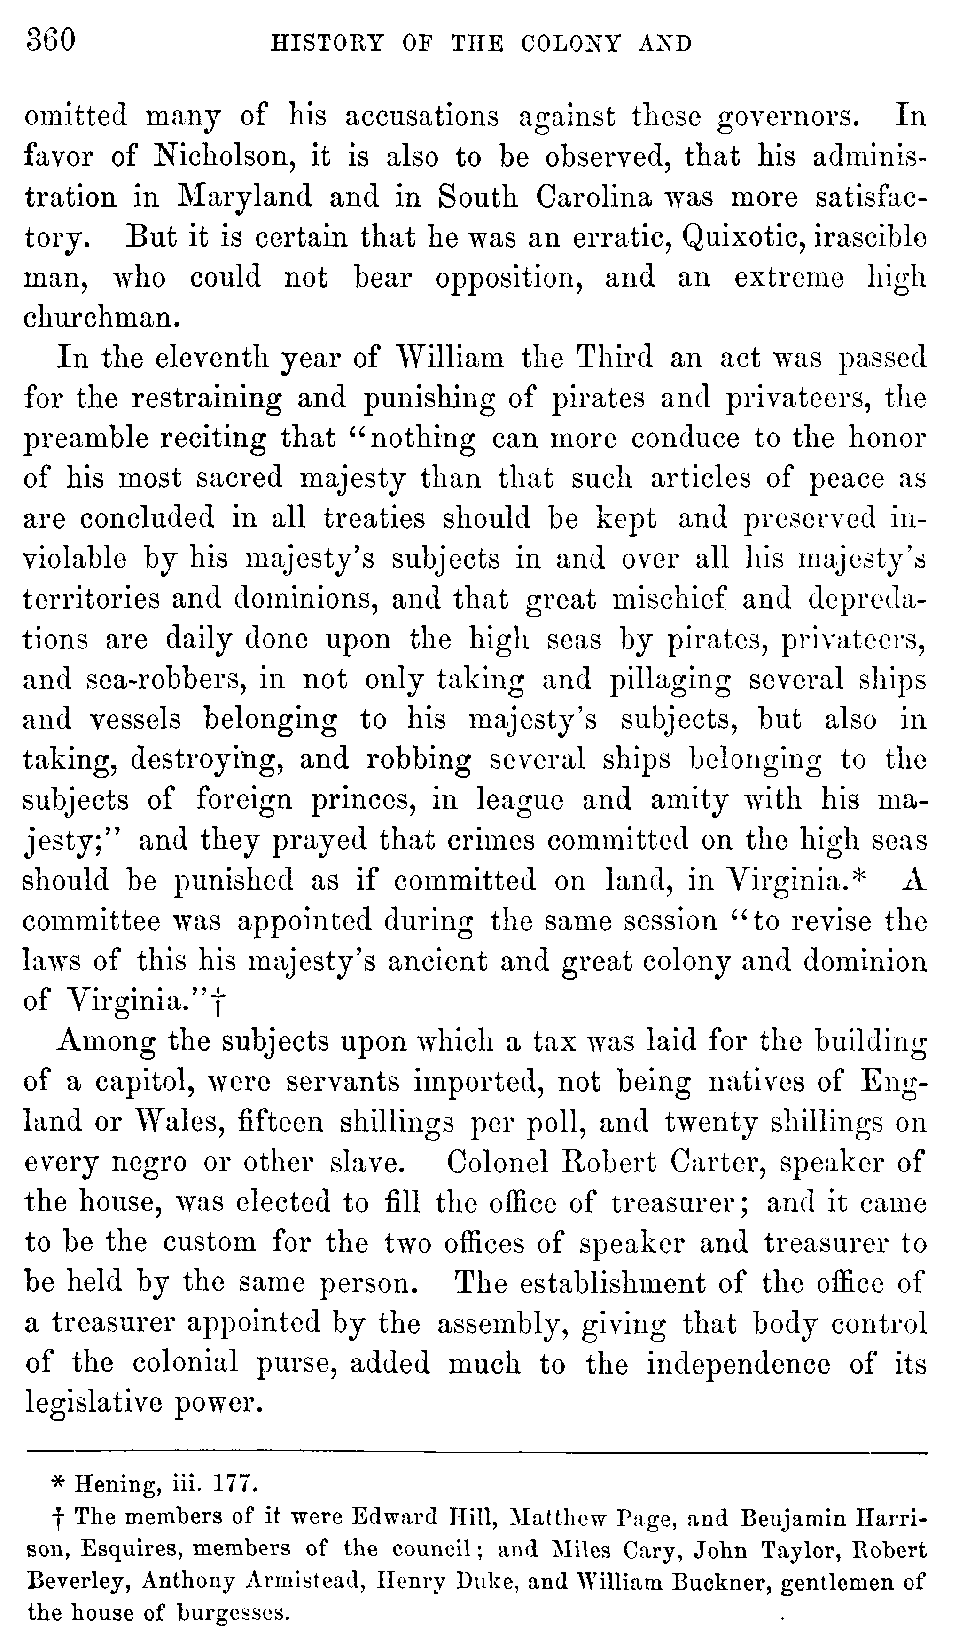 360 HISTORY OF THE COLONY AND
omitted many of his accusations against these governors. In
favor of Nicholson, it is also to be observed, that his adminis-
tration in Maryland and in South Carolina was more satisfac-
tory. But it is certain that he was an erratic, Quixotic, irascible
man, who could not bear opposition, and an extreme high
churchman.
In the eleventh year of William the Third an act was passed
for the restraining and punishing of pirates and privateers, the
preamble reciting that "nothing can more conduce to the honor
of his most sacred majesty than that such articles of peace as
are concluded in all treaties should be kept and preserved in-
violable by his majesty's subjects in and over all his majesty's
territories and dominions, and that great mischief and depreda-
tions are daily done upon the high seas by pirates, privateers,
and sea-robbers, in not only taking and pillaging several ships
and vessels belonging to his majesty's subjects, but also in
taking, destroying, and robbing several ships belonging to the
subjects of foreign princes, in league and amity with his ma-
jesty;" and they prayed that crimes committed on the high seas
should be punished as if committed on land, in Virginia.* A
committee was appointed during the same session "to revise the
laws of this his majesty's ancient and great colony and dominion
of Virginia."†
Among the subjects upon which a tax was laid for the building
of a capitol, were servants imported, not being natives of Eng-
land or Wales, fifteen shillings per poll, and twenty shillings on
every negro or other slave. Colonel Robert Carter, speaker of
the house, was elected to fill the office of treasurer; and it came
to be the custom for the two offices of speaker and treasurer to
be held by the same person. The establishment of the office of
a treasurer appointed by the assembly, giving that body control
of the colonial purse, added much to the independence of its
legislative power.
* Hening, iii. 177.
† The members of it were Edward Hill, Matthew Page, and Benjamin Harri-
son, Esquires, members of the council; and Miles Cary, John Taylor, Robert
Beverley, Anthony Armistead, Henry Duke, and William Buckner, gentlemen of
the house of burgesses.